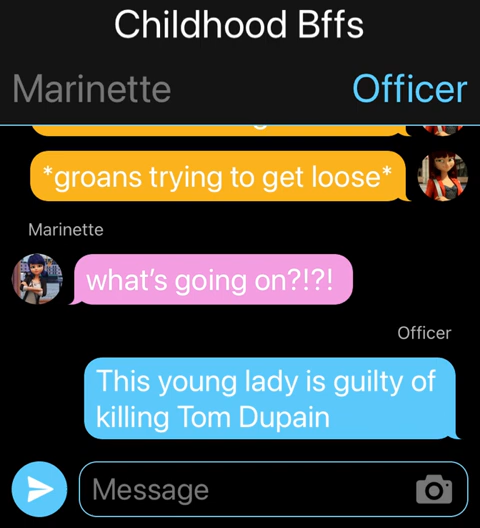 Childhood Bffs
Marinette
Officer
*groans trying to get loose*
Marinette
what's going on?!?!
Officer
This young lady is guilty of
killing Tom Dupain
Message